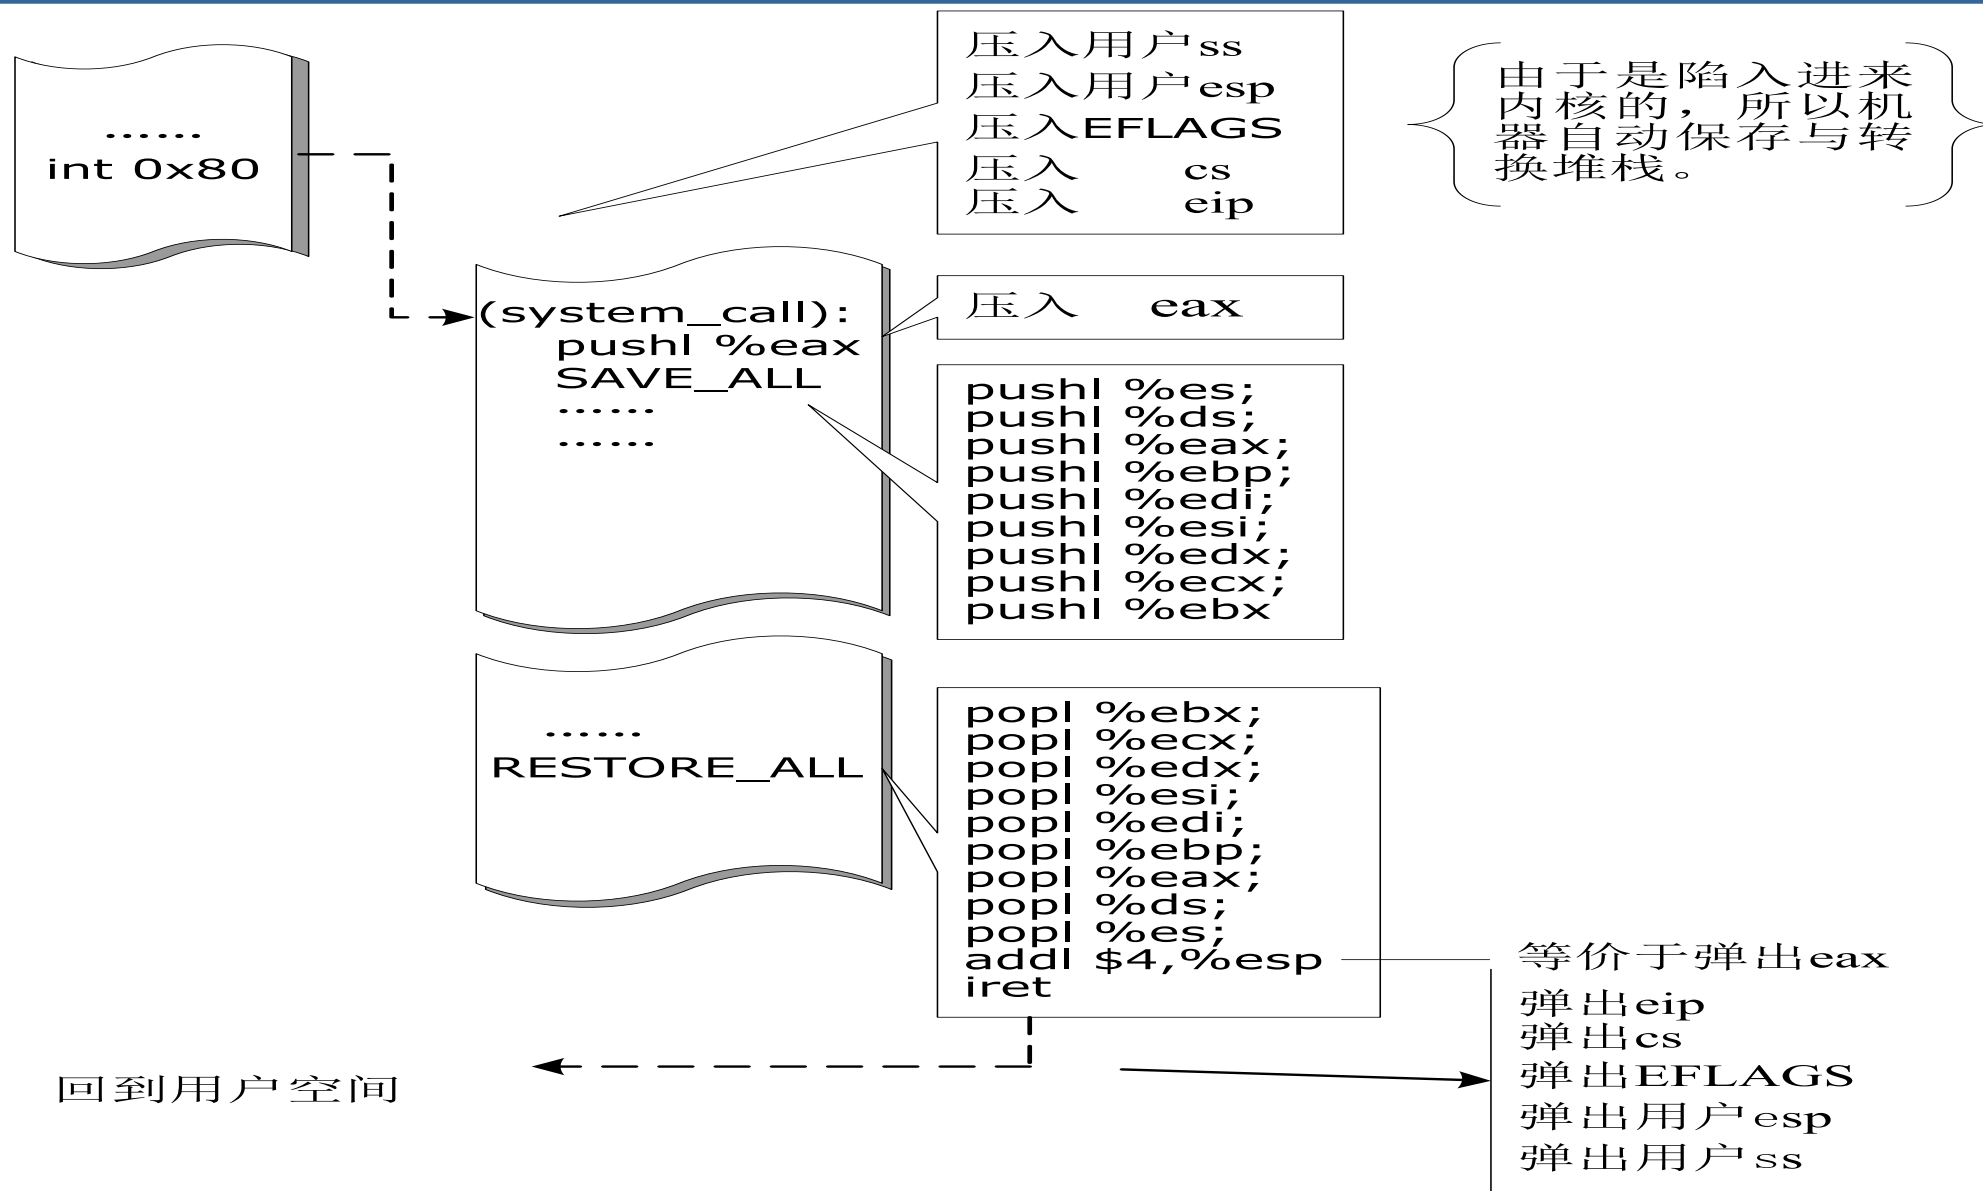 ......
int 0x80
压入用户ss
压入用户esp
压入EFLAGS
压入 cs
压入 eip
由于是陷入进来
内核的，所以机
器自动保存与转
换堆栈。
(system_call):
pushl %eax
SAVE_ALL
......
......
压入 eax
pushl %es;
pushl %ds;
pushl %eax;
pushl %ebp;
pushl %edi;
pushl %esi;
pushl %edx;
pushl %ecx;
pushl %ebx
......
RESTORE_ALL
popl %ebx;
popl %ecx;
popl %edx;
popl %esi;
popl %edi;
popl %ebp;
popl %eax;
popl %ds;
popl %es;
addl $4,%esp
iret
等价于弹出eax
弹出eip
弹出cs
弹出EFLAGS
弹出用户esp
弹出用户ss
回到用户空间